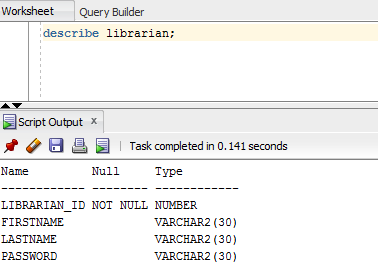 Worksheet Query Builder
describe librarian;
Script Output x
Task completed in 0.141 seconds
Name Null Type
------------ -------- ------------
LIBRARIAN_ID NOT NULL NUMBER
FIRSTNAME VARCHAR2(30)
LASTNAME VARCHAR2(30)
PASSWORD VARCHAR2(30)